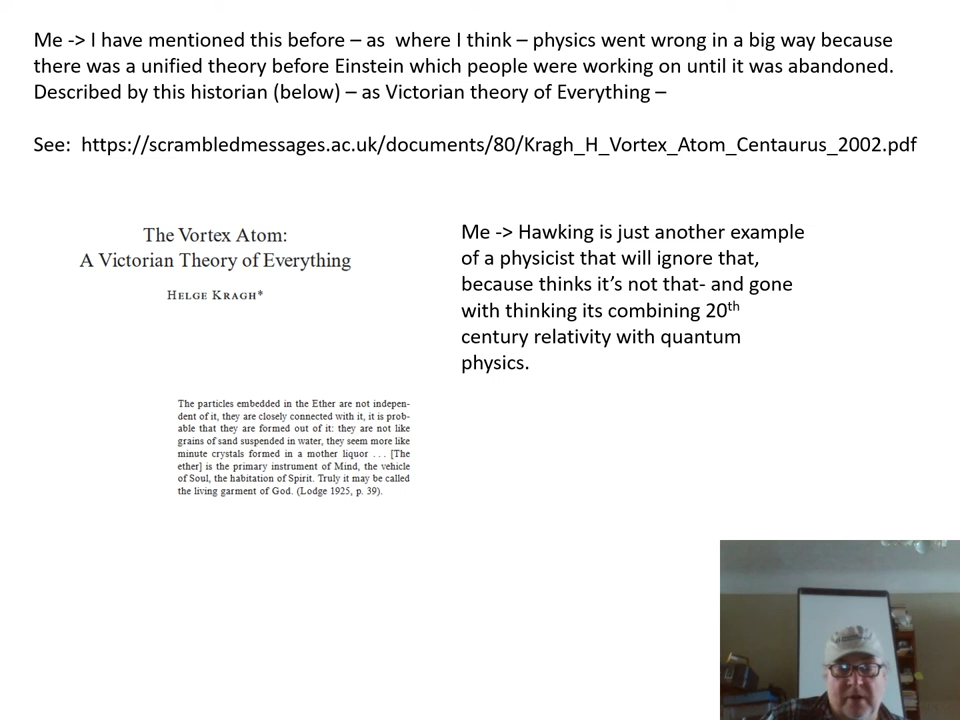 Me -> I have mentioned this before – as  where I think – physics went wrong in a big way because
there was a unified theory before Einstein which people were working on until it was abandoned.
Described by this historian (below) – as Victorian theory of Everything –
See:  https://scrambledmessages.ac.uk/documents/80/Kragh_H_Vortex_Atom_Centaurus_2002.pdf
The Vortex Atom:
A Victorian Theory of Everything
HELGE KRAGH*
The particles embedded in the Ether are not indepen-
dent of it, they are closely connected with it, it is prob-
able that they are formed out of it: they are not like
grains of sand suspended in water, they seem more like
minute crystals formed in a mother liquor . . . [The
ether] is the primary instrument of Mind, the vehicle
of Soul, the habitation of Spirit. Truly it may be called
the living garment of God. (Lodge 1925, p. 39).
Me -> Hawking is just another example
of a physicist that will ignore that,
because thinks it’s not that- and gone
with thinking its combining 20th
century relativity with quantum
physics.